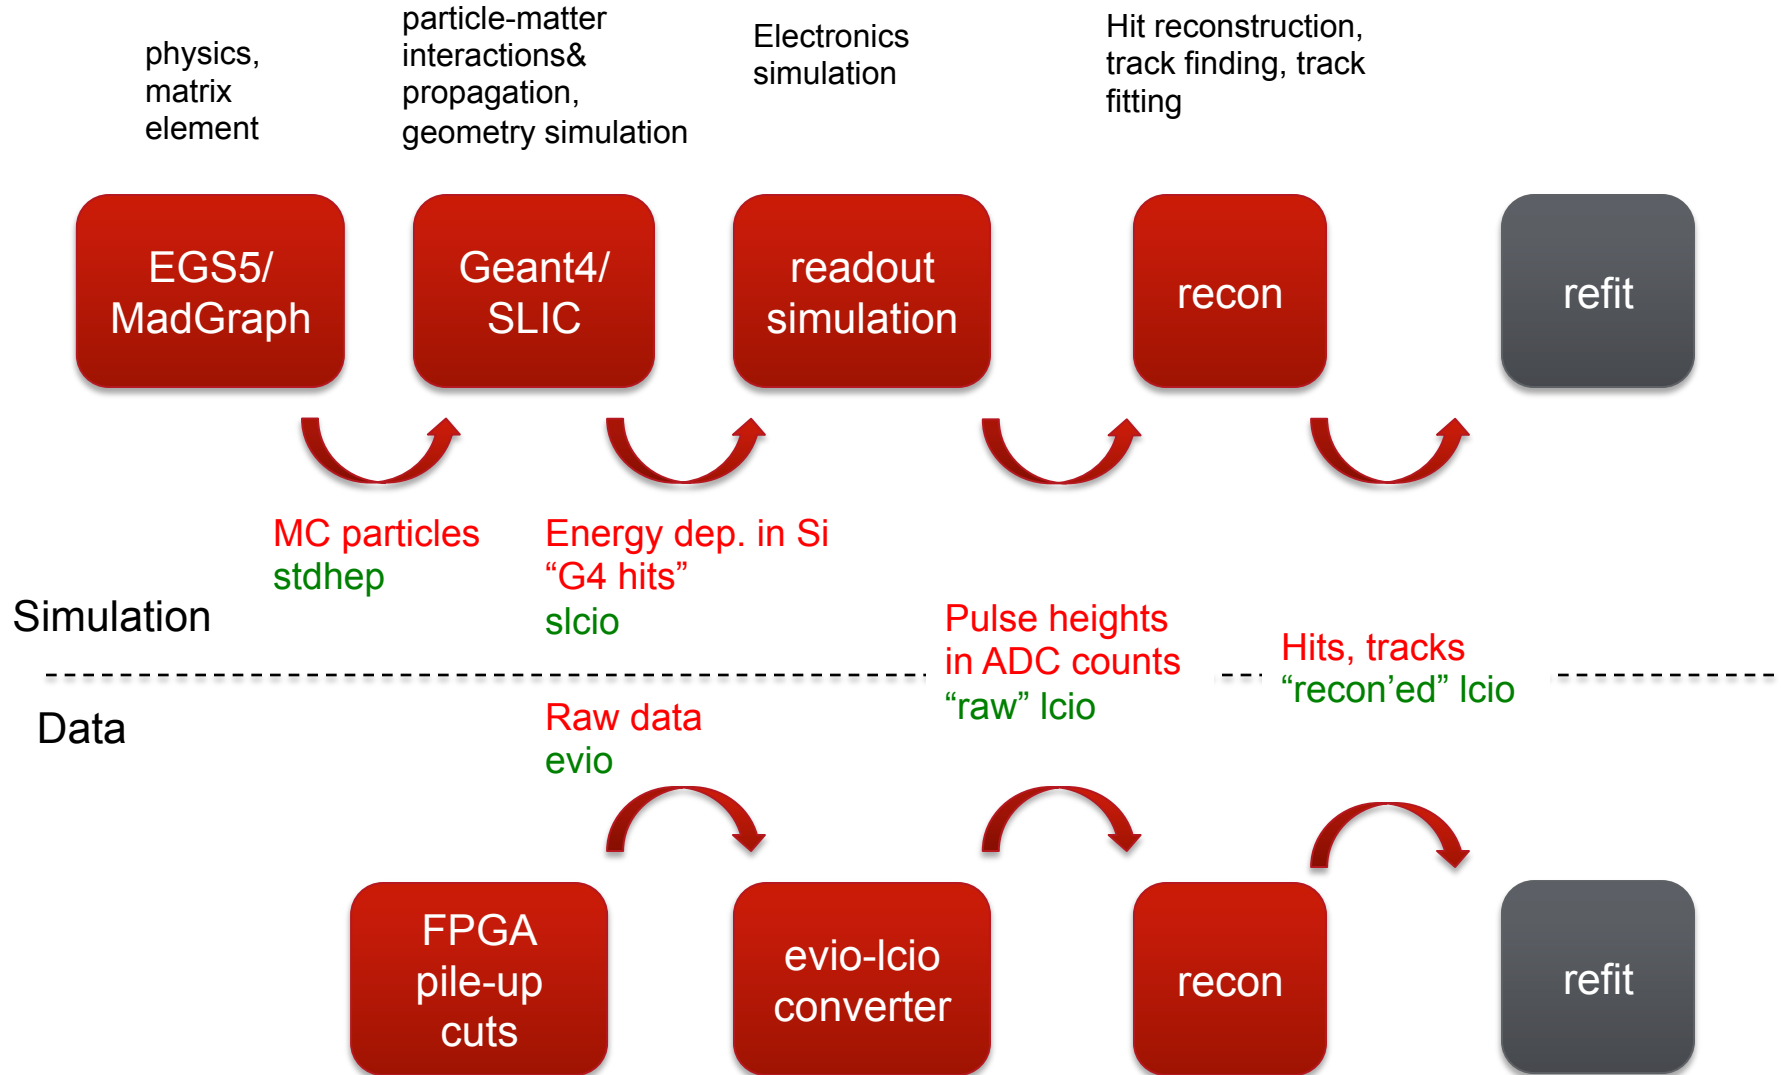 physics,
matrix
element
particle-matter
interactions&
propagation,
geometry simulation
Electronics
simulation
Hit reconstruction,
track finding, track
fitting
EGS5/
MadGraph
Geant4/
SLIC
readout
simulation
recon
refit
MC particles
stdhep
Energy dep. in Si
“G4 hits”
slcio
Pulse heights
in ADC counts
“raw” lcio
Hits, tracks
“recon’ed” lcio
Simulation
Data
Raw data
evio
FPGA
pile-up
cuts
evio-lcio
converter
recon
refit